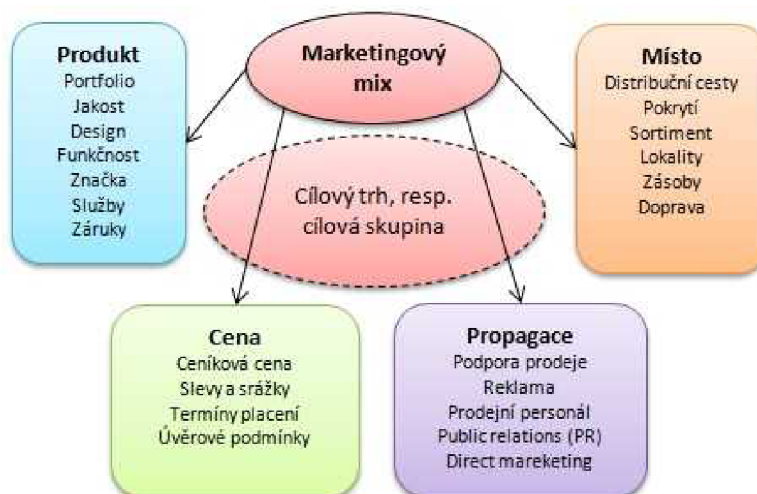 Marketingový
mix
Produkt
Portfolio
Jakost
Design
Funkčnost
Značka
Služby
Záruky
Místo
Distribuční cesty
Pokrytí
Sortiment
Lokality
Zásoby
Doprava
Cílový trh, resp.
cílová skupina
Cena
Ceníková cena
Slevy a srážky
Termíny placení
Úvěrové podmínky
Propagace
Podpora prodeje
Reklama
Prodejní personál
Public relations (PR)
Direct mareketing